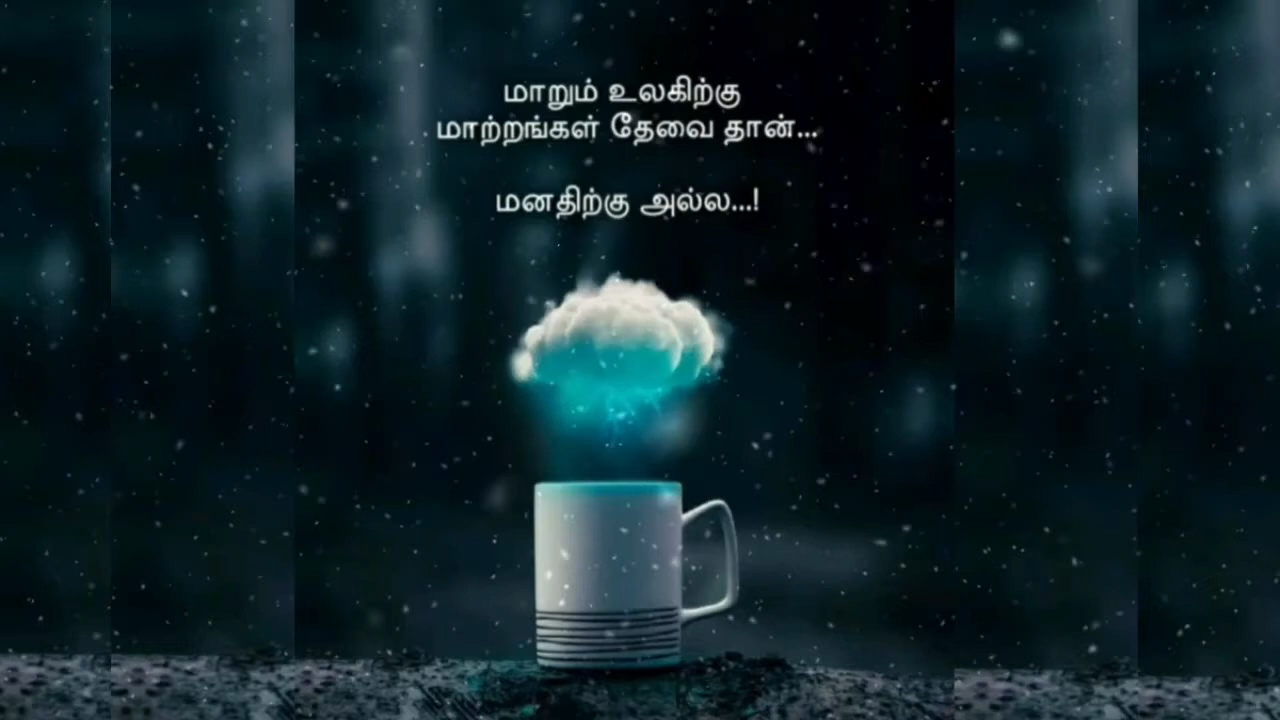 மாறும் உலகிற்கு
மாற்றங்கள் தேவை தான்...
மனதிற்கு அல்ல...!